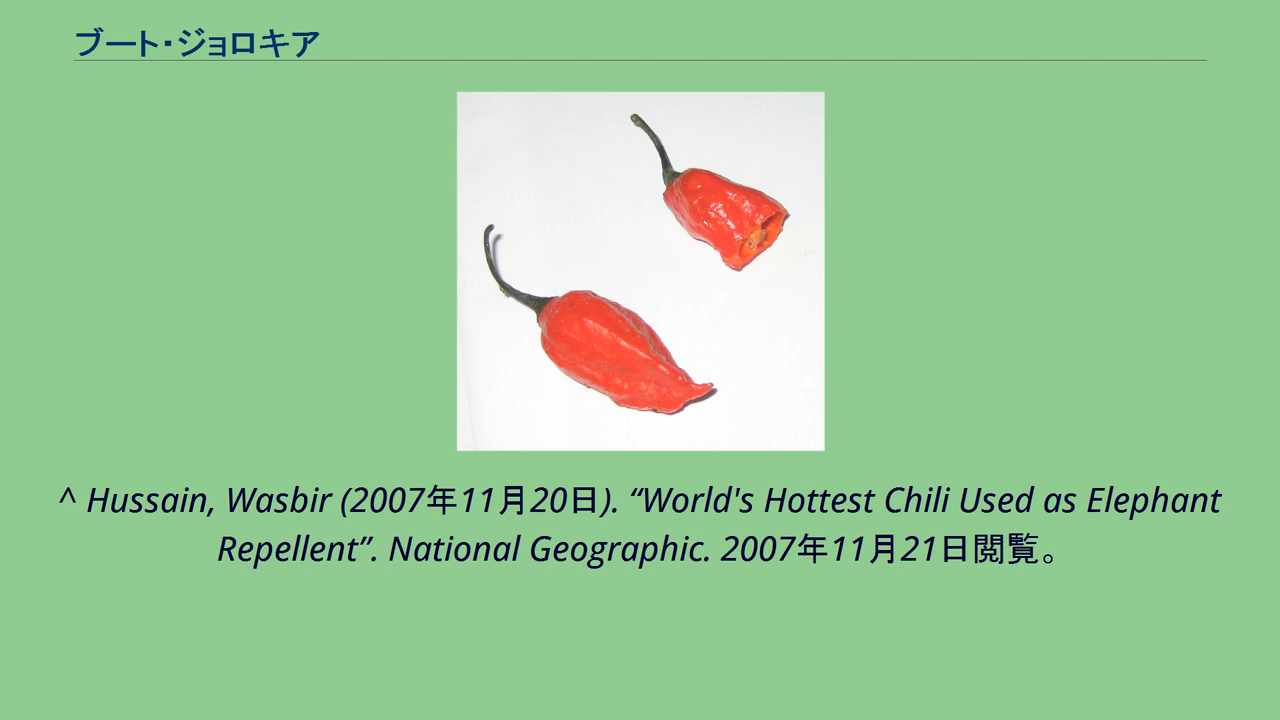 ブート・ジョロキア
^ Hussain, Wasbir (2007年11月20日). “World's Hottest Chili Used as Elephant
Repellent”. National Geographic. 2007年11月21日閲覧。